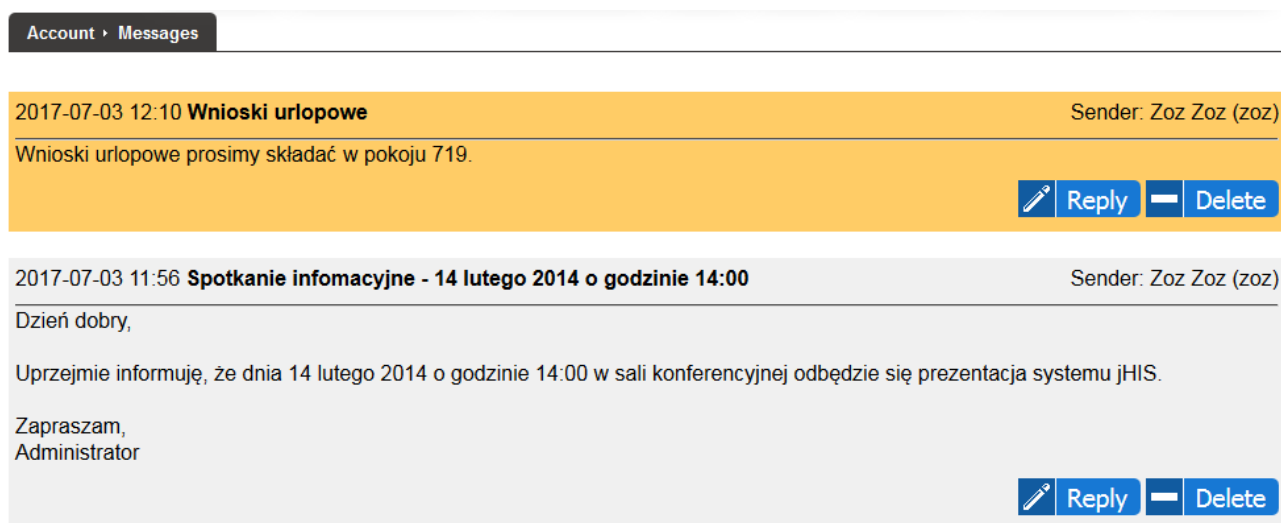 Account ‣ Messages
2017-07-03 12:10 Wnioski urlopowe Sender: Zoz Zoz (zoz)
Wnioski urlopowe prosimy składać w pokoju 719.
Reply Delete
2017-07-03 11:56 Spotkanie infomacyjne - 14 lutego 2014 o godzinie 14:00 Sender: Zoz Zoz (zoz)
Dzień dobry,
Uprzejmie informuję, że dnia 14 lutego 2014 o godzinie 14:00 w sali konferencyjnej odbędzie się prezentacja systemu jHIS.
Zapraszam,
Administrator
Reply Delete